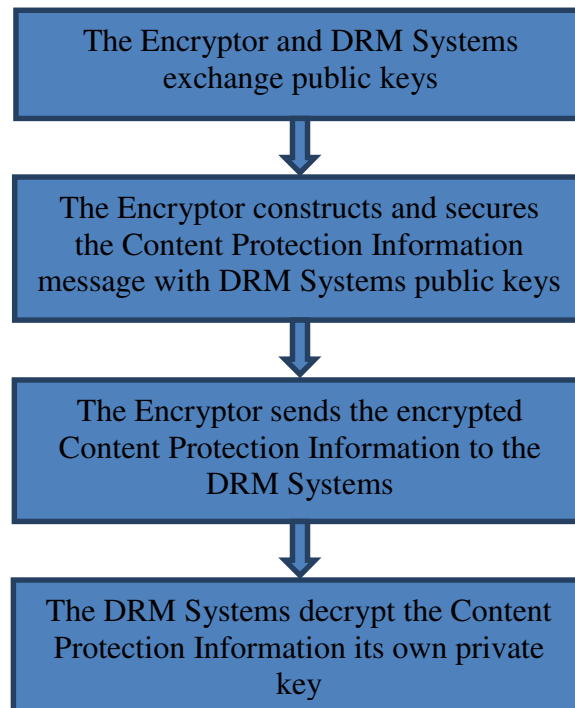 The Encryptor and DRM Systems
exchange public keys
The Encryptor constructs and secures
the Content Protection Information
message with DRM Systems public keys
The Encryptor sends the encrypted
Content Protection Information to the
DRM Systems
The DRM Systems decrypt the Content
Protection Information its own private
key